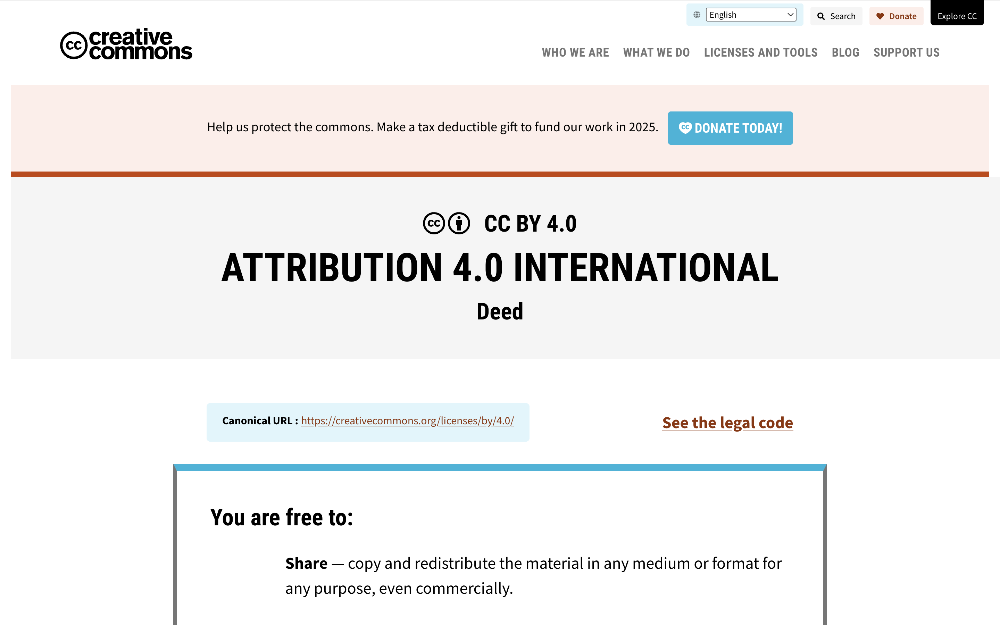 English
Search
Donate
Explore CC
cc creative
commons
WHO WE ARE WHAT WE DO LICENSES AND TOOLS BLOG SUPPORT US
Help us protect the commons. Make a tax deductible gift to fund our work in 2025.
cc DONATE TODAY!
cc CC BY 4.0
ATTRIBUTION 4.0 INTERNATIONAL
Deed
Canonical URL : https://creativecommons.org/licenses/by/4.0/
See the legal code
You are free to:
Share — copy and redistribute the material in any medium or format for
any purpose, even commercially.